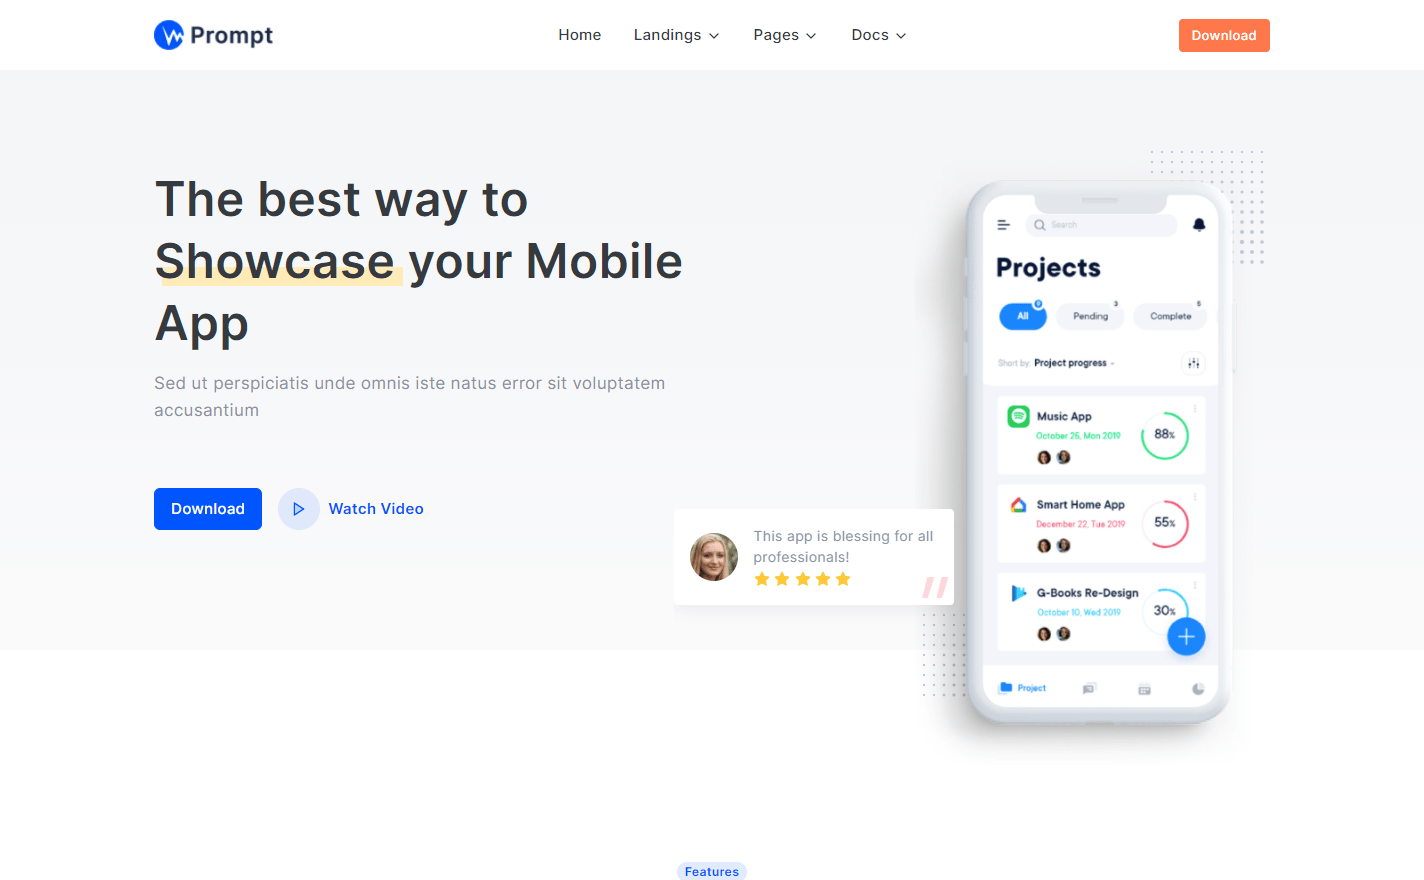 Prompt
Home
Landings
Pages
Docs
Download
The best way to
Showcase your Mobile
App
Sed ut perspiciatis unde omnis iste natus error sit voluptatem
accusantium
Download
Watch Video
This app is blessing for all
professionals!
Search
Projects
All 9
Pending 3
Complete 5
Short by: Project progress
Music App
October 25, Mon 2019
88%
Smart Home App
December 22, Tue 2019
55%
G-Books Re-Design
October 10, Wed 2019
30%
Project
Features